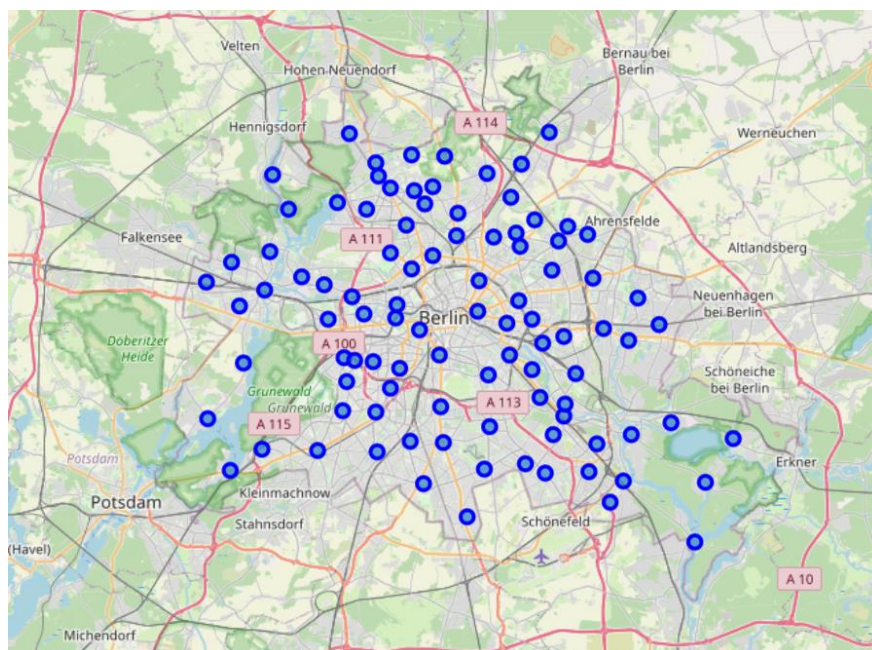 Velten
Bernau bei
Berlin
Hohen Neuendorf
A 114
Hennigsdorf
Werneuchen
Ahrensfelde
Falkensee
A 111
Altlandsberg
Neuenhagen
bei Berlin
Berlin
Döberitzer
Heide
A 100
Schöneiche
bei Berlin
Grunewald
Grunewald
A 113
A 115
Potsdam
Erkner
Kleinmachnow
Potsdam
Stahnsdorf
Schönefeld
(Havel)
A 10
Michendorf